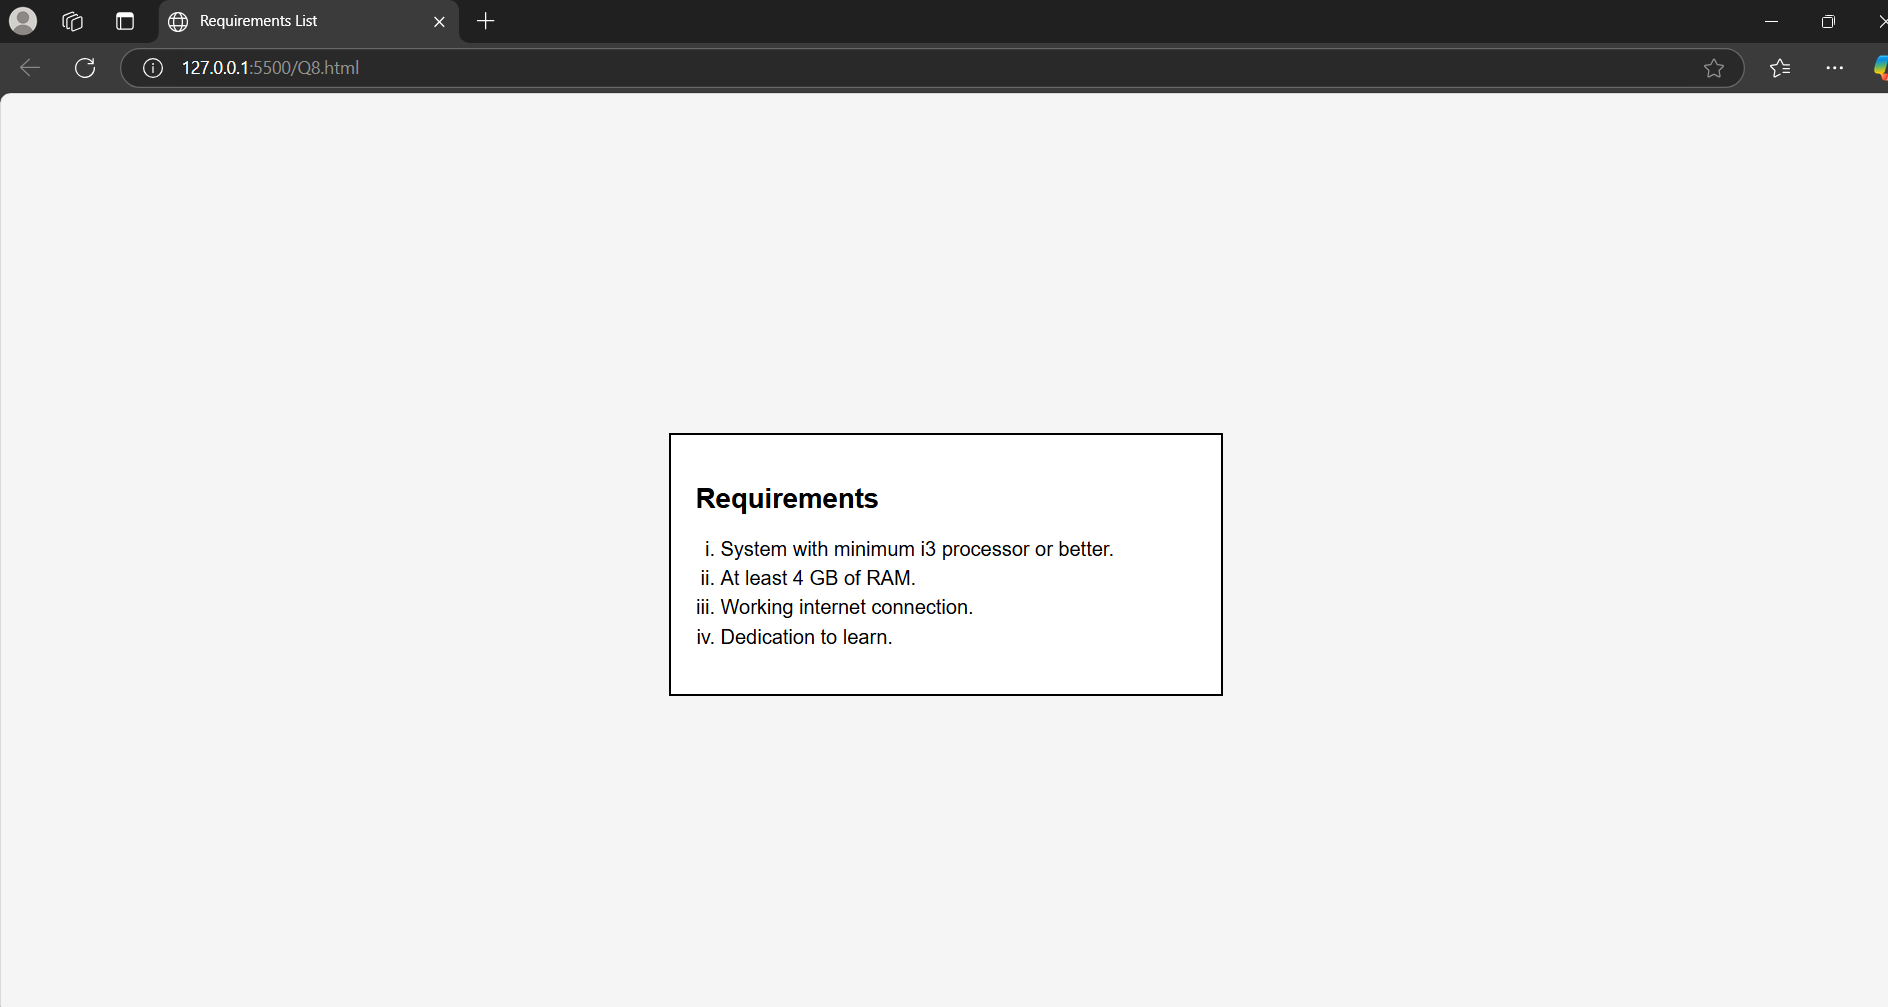 Requirements List
127.0.0.1:5500/Q8.html
Requirements
i. System with minimum i3 processor or better.
ii. At least 4 GB of RAM.
iii. Working internet connection.
iv. Dedication to learn.